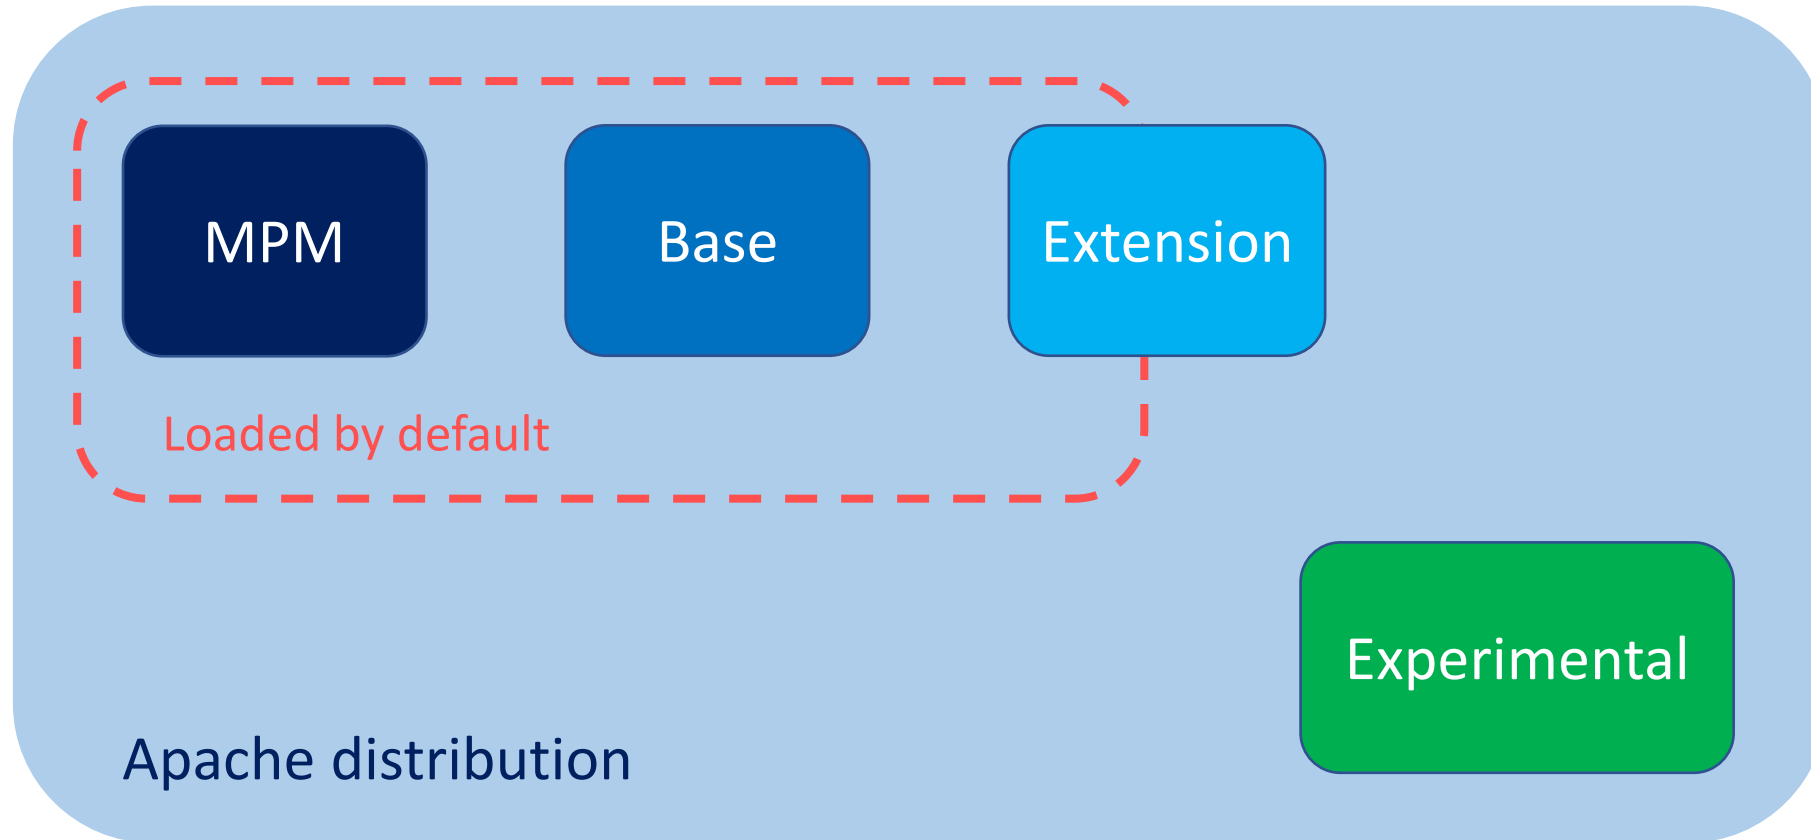 MPM
Base
Extension
Loaded by default
Experimental
Apache distribution